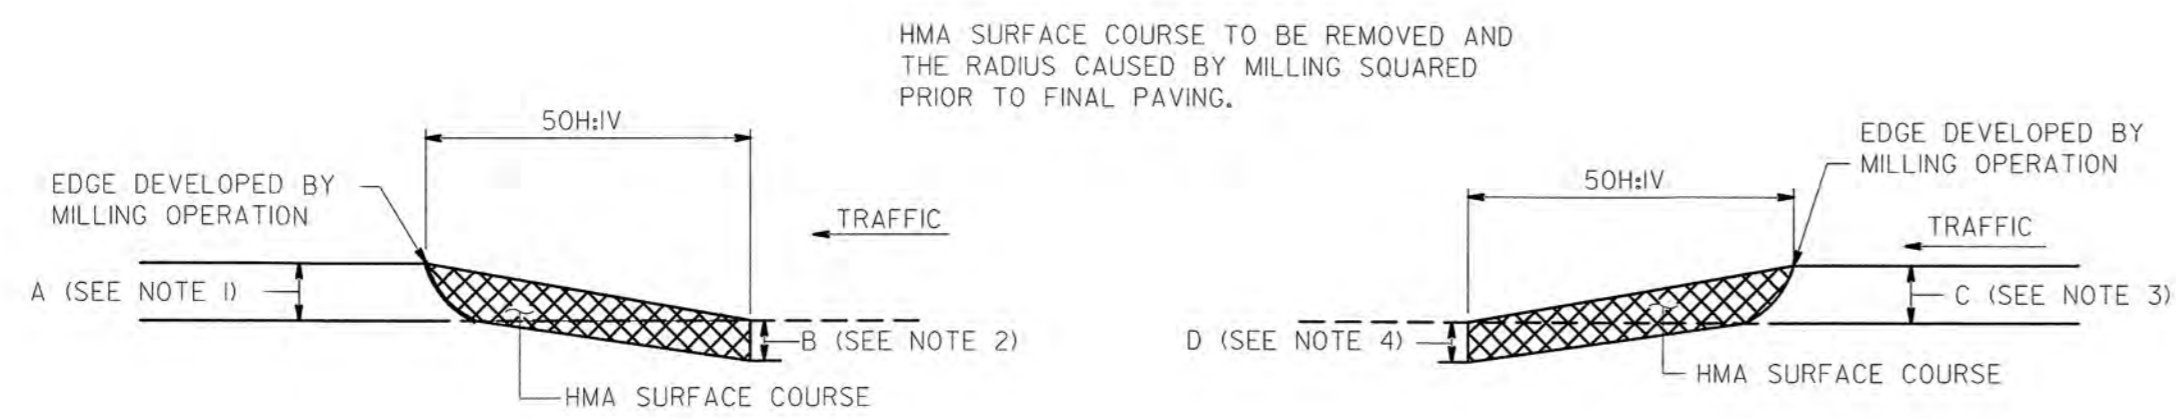 HMA SURFACE COURSE TO BE REMOVED AND
THE RADIUS CAUSED BY MILLING SQUARED
PRIOR TO FINAL PAVING.
50H:1V
EDGE DEVELOPED BY
MILLING OPERATION
TRAFFIC
A (SEE NOTE 1)
B (SEE NOTE 2)
HMA SURFACE COURSE
50H:1V
EDGE DEVELOPED BY
MILLING OPERATION
TRAFFIC
C (SEE NOTE 3)
D (SEE NOTE 4)
HMA SURFACE COURSE